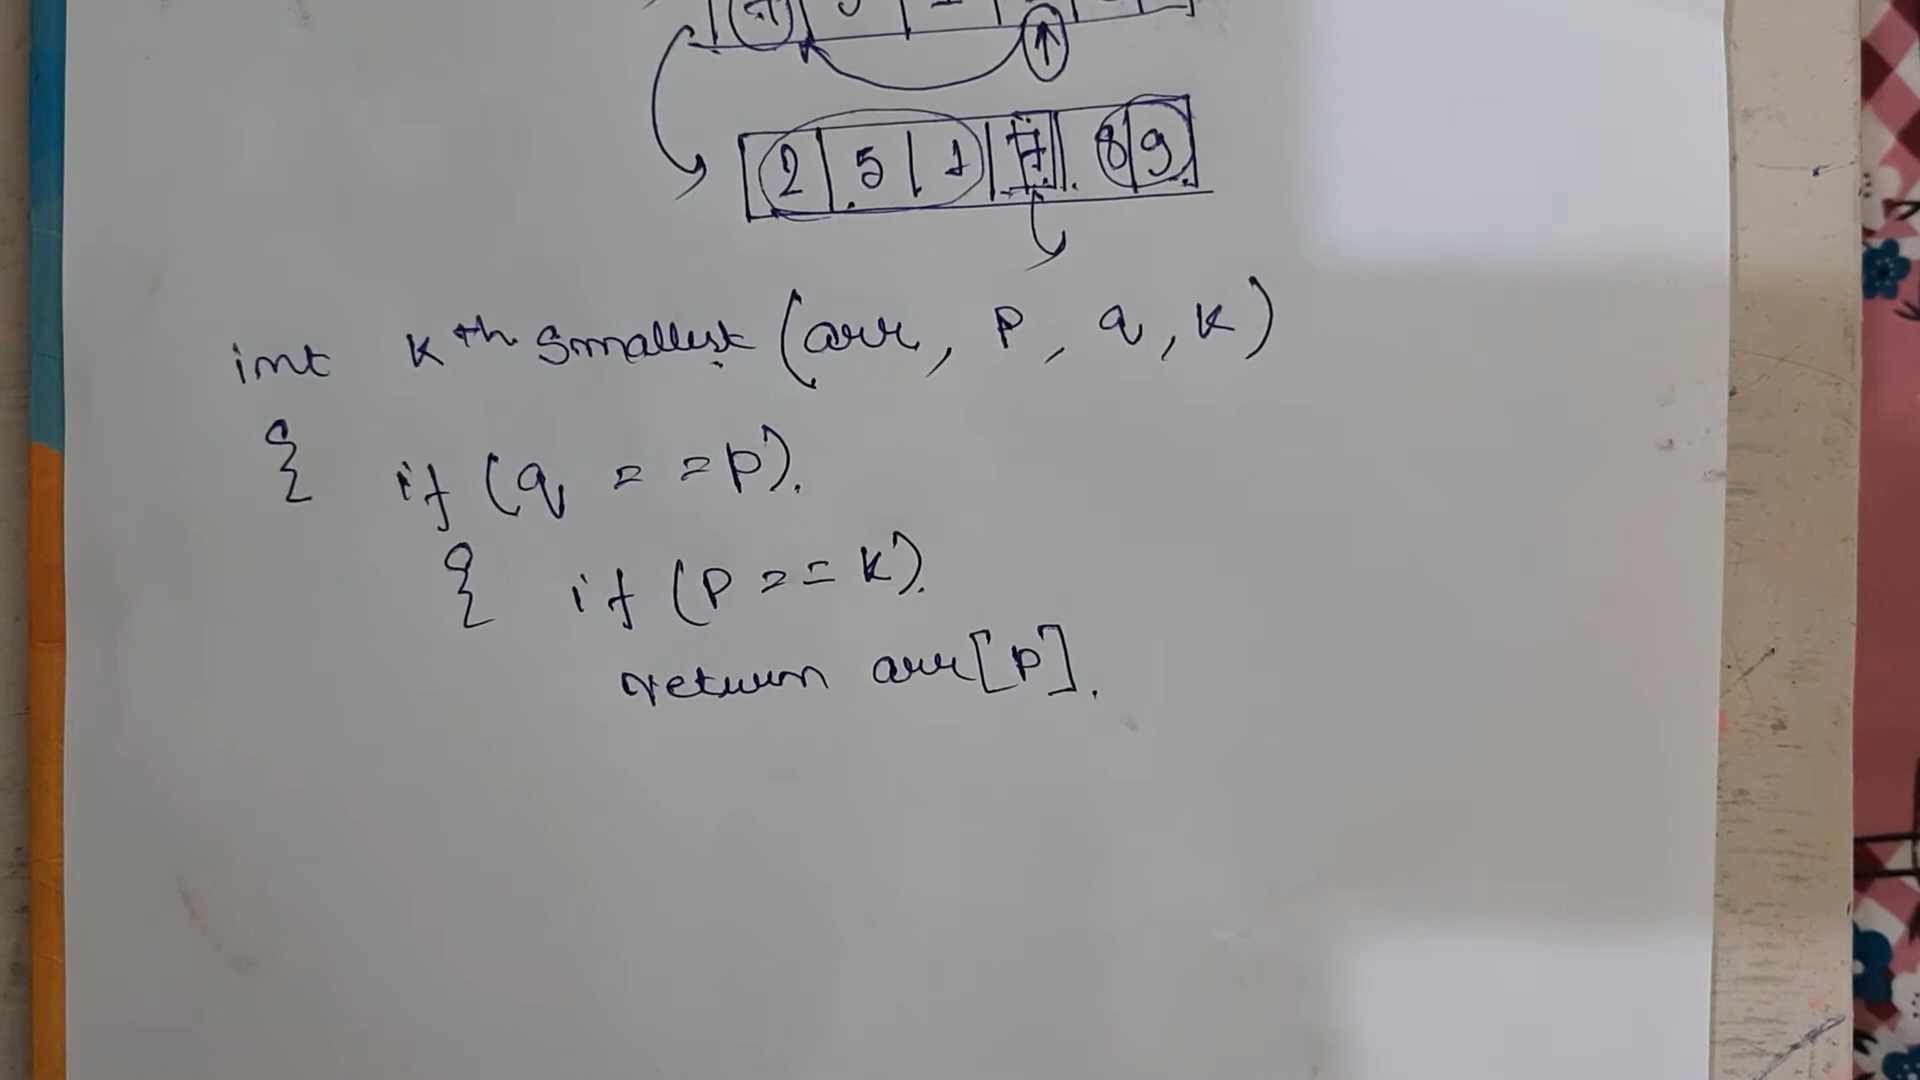 2 5 1 7 8 9
int kth smallest (arr, P, q, k)
{ if (q == p).
{ if (P == k).
return arr[P].